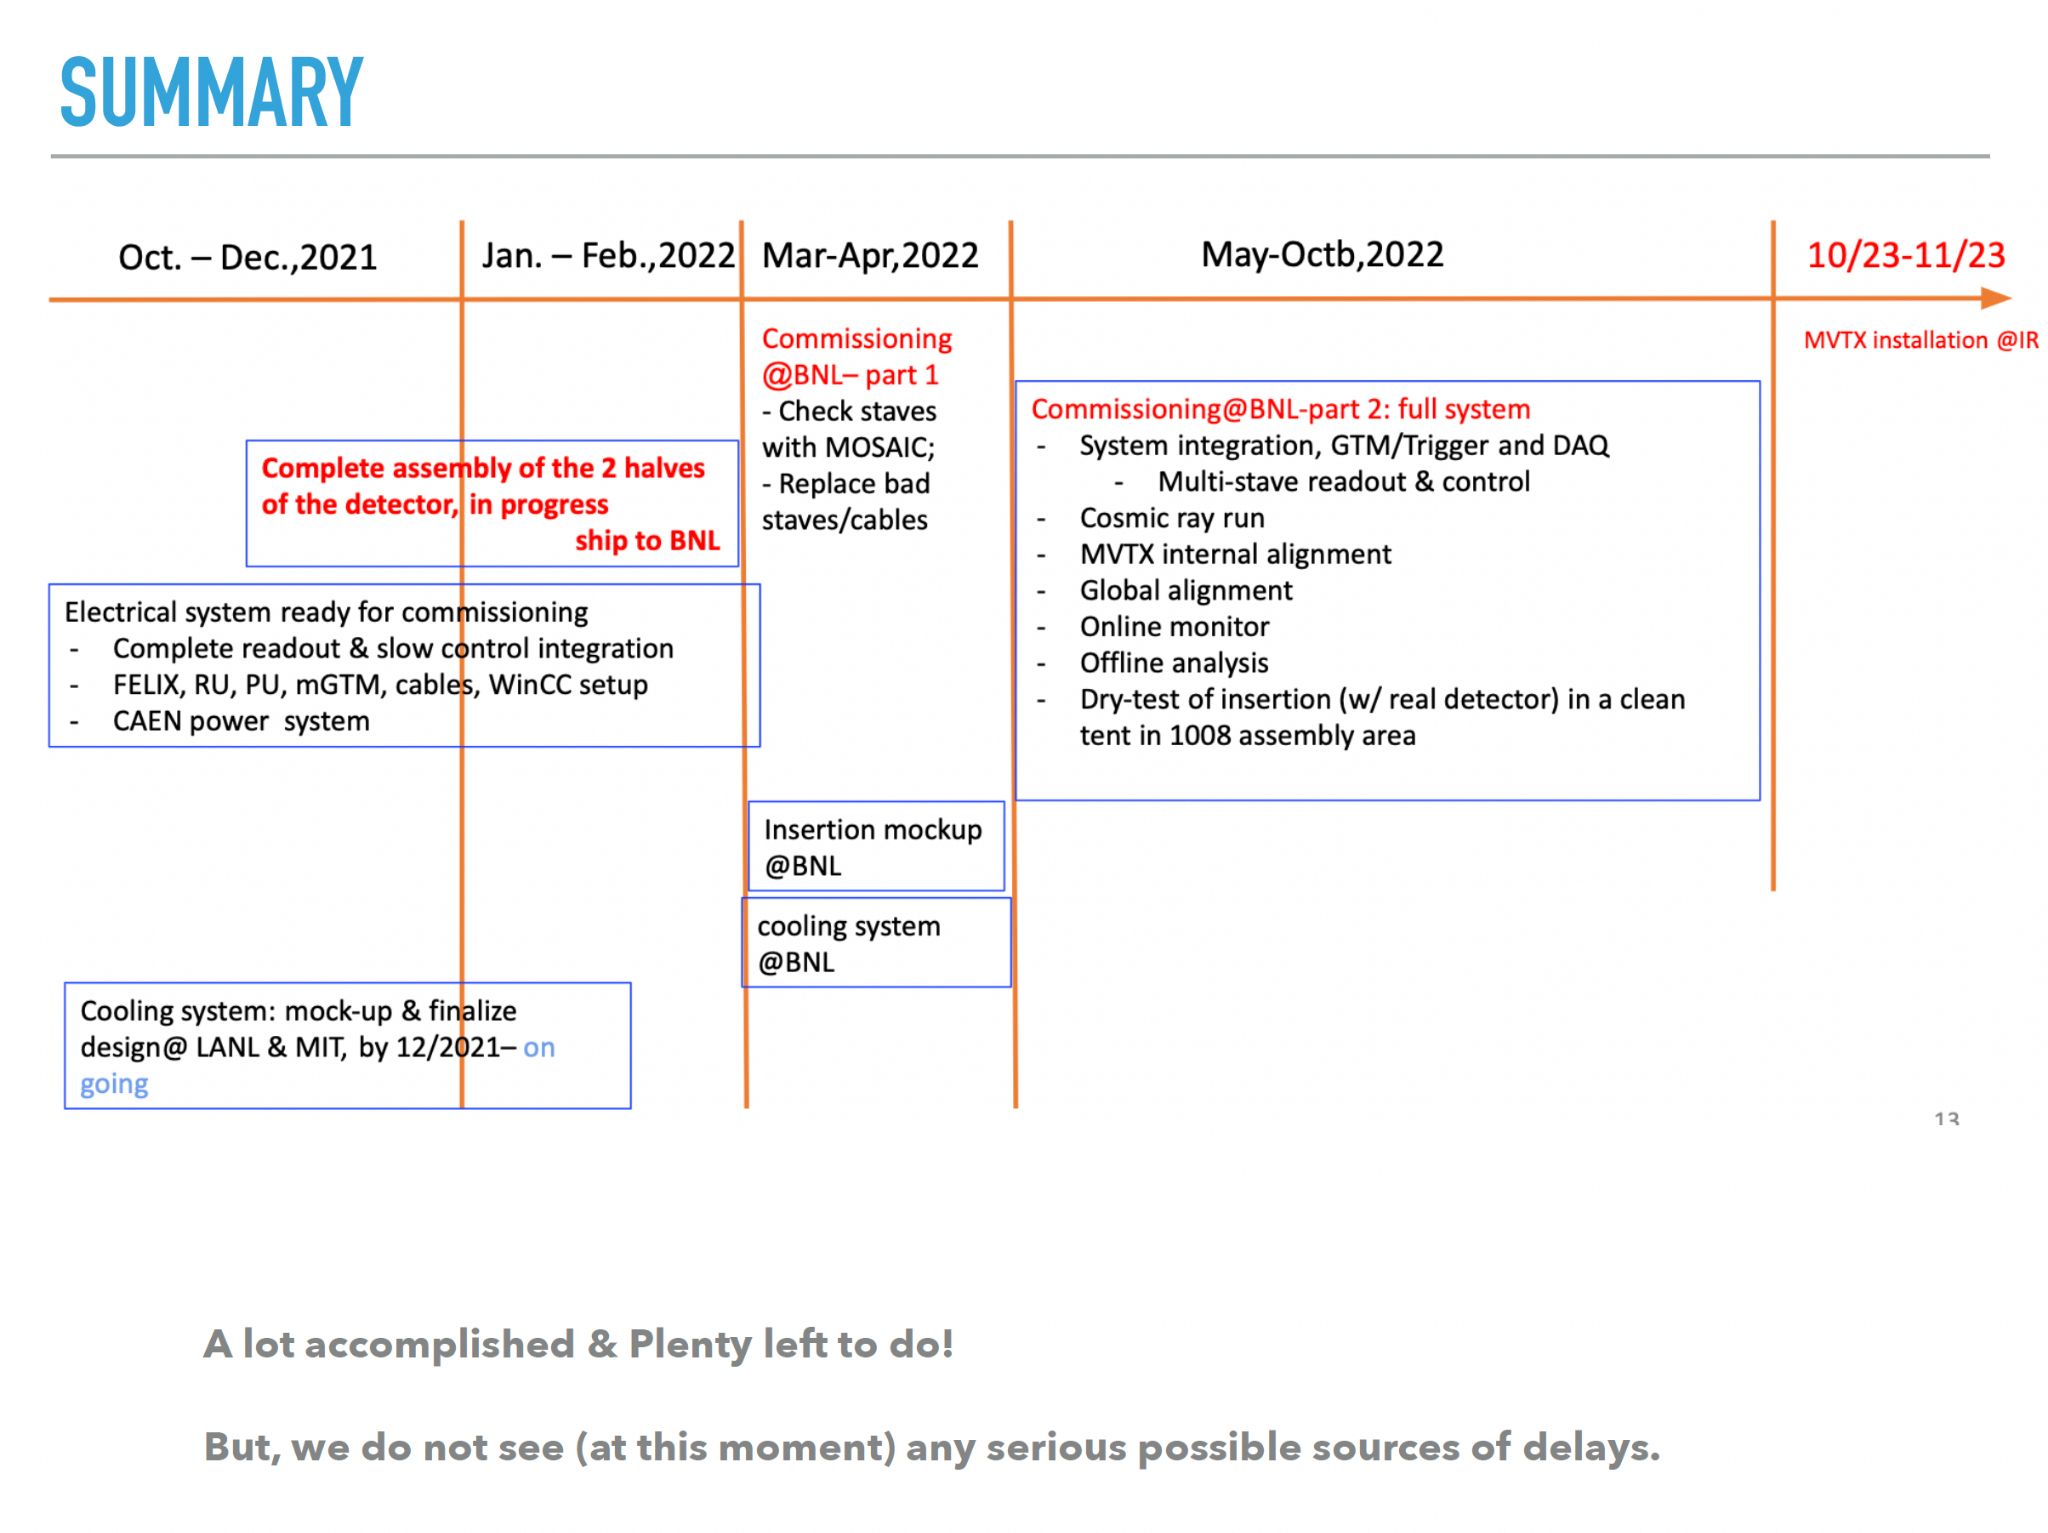 SUMMARY
Oct. – Dec.,2021
Jan. – Feb.,2022
Mar-Apr,2022
May-Octb,2022
10/23-11/23
MVTX installation @IR
Commissioning
@BNL– part 1
- Check staves
with MOSAIC;
- Replace bad
staves/cables
Commissioning@BNL-part 2: full system
- System integration, GTM/Trigger and DAQ
- Multi-stave readout & control
- Cosmic ray run
- MVTX internal alignment
- Global alignment
- Online monitor
- Offline analysis
- Dry-test of insertion (w/ real detector) in a clean
tent in 1008 assembly area
Complete assembly of the 2 halves
of the detector, in progress
ship to BNL
Electrical system ready for commissioning
- Complete readout & slow control integration
- FELIX, RU, PU, mGTM, cables, WinCC setup
- CAEN power system
Insertion mockup
@BNL
cooling system
@BNL
Cooling system: mock-up & finalize
design@ LANL & MIT, by 12/2021– on
going
13
A lot accomplished & Plenty left to do!
But, we do not see (at this moment) any serious possible sources of delays.